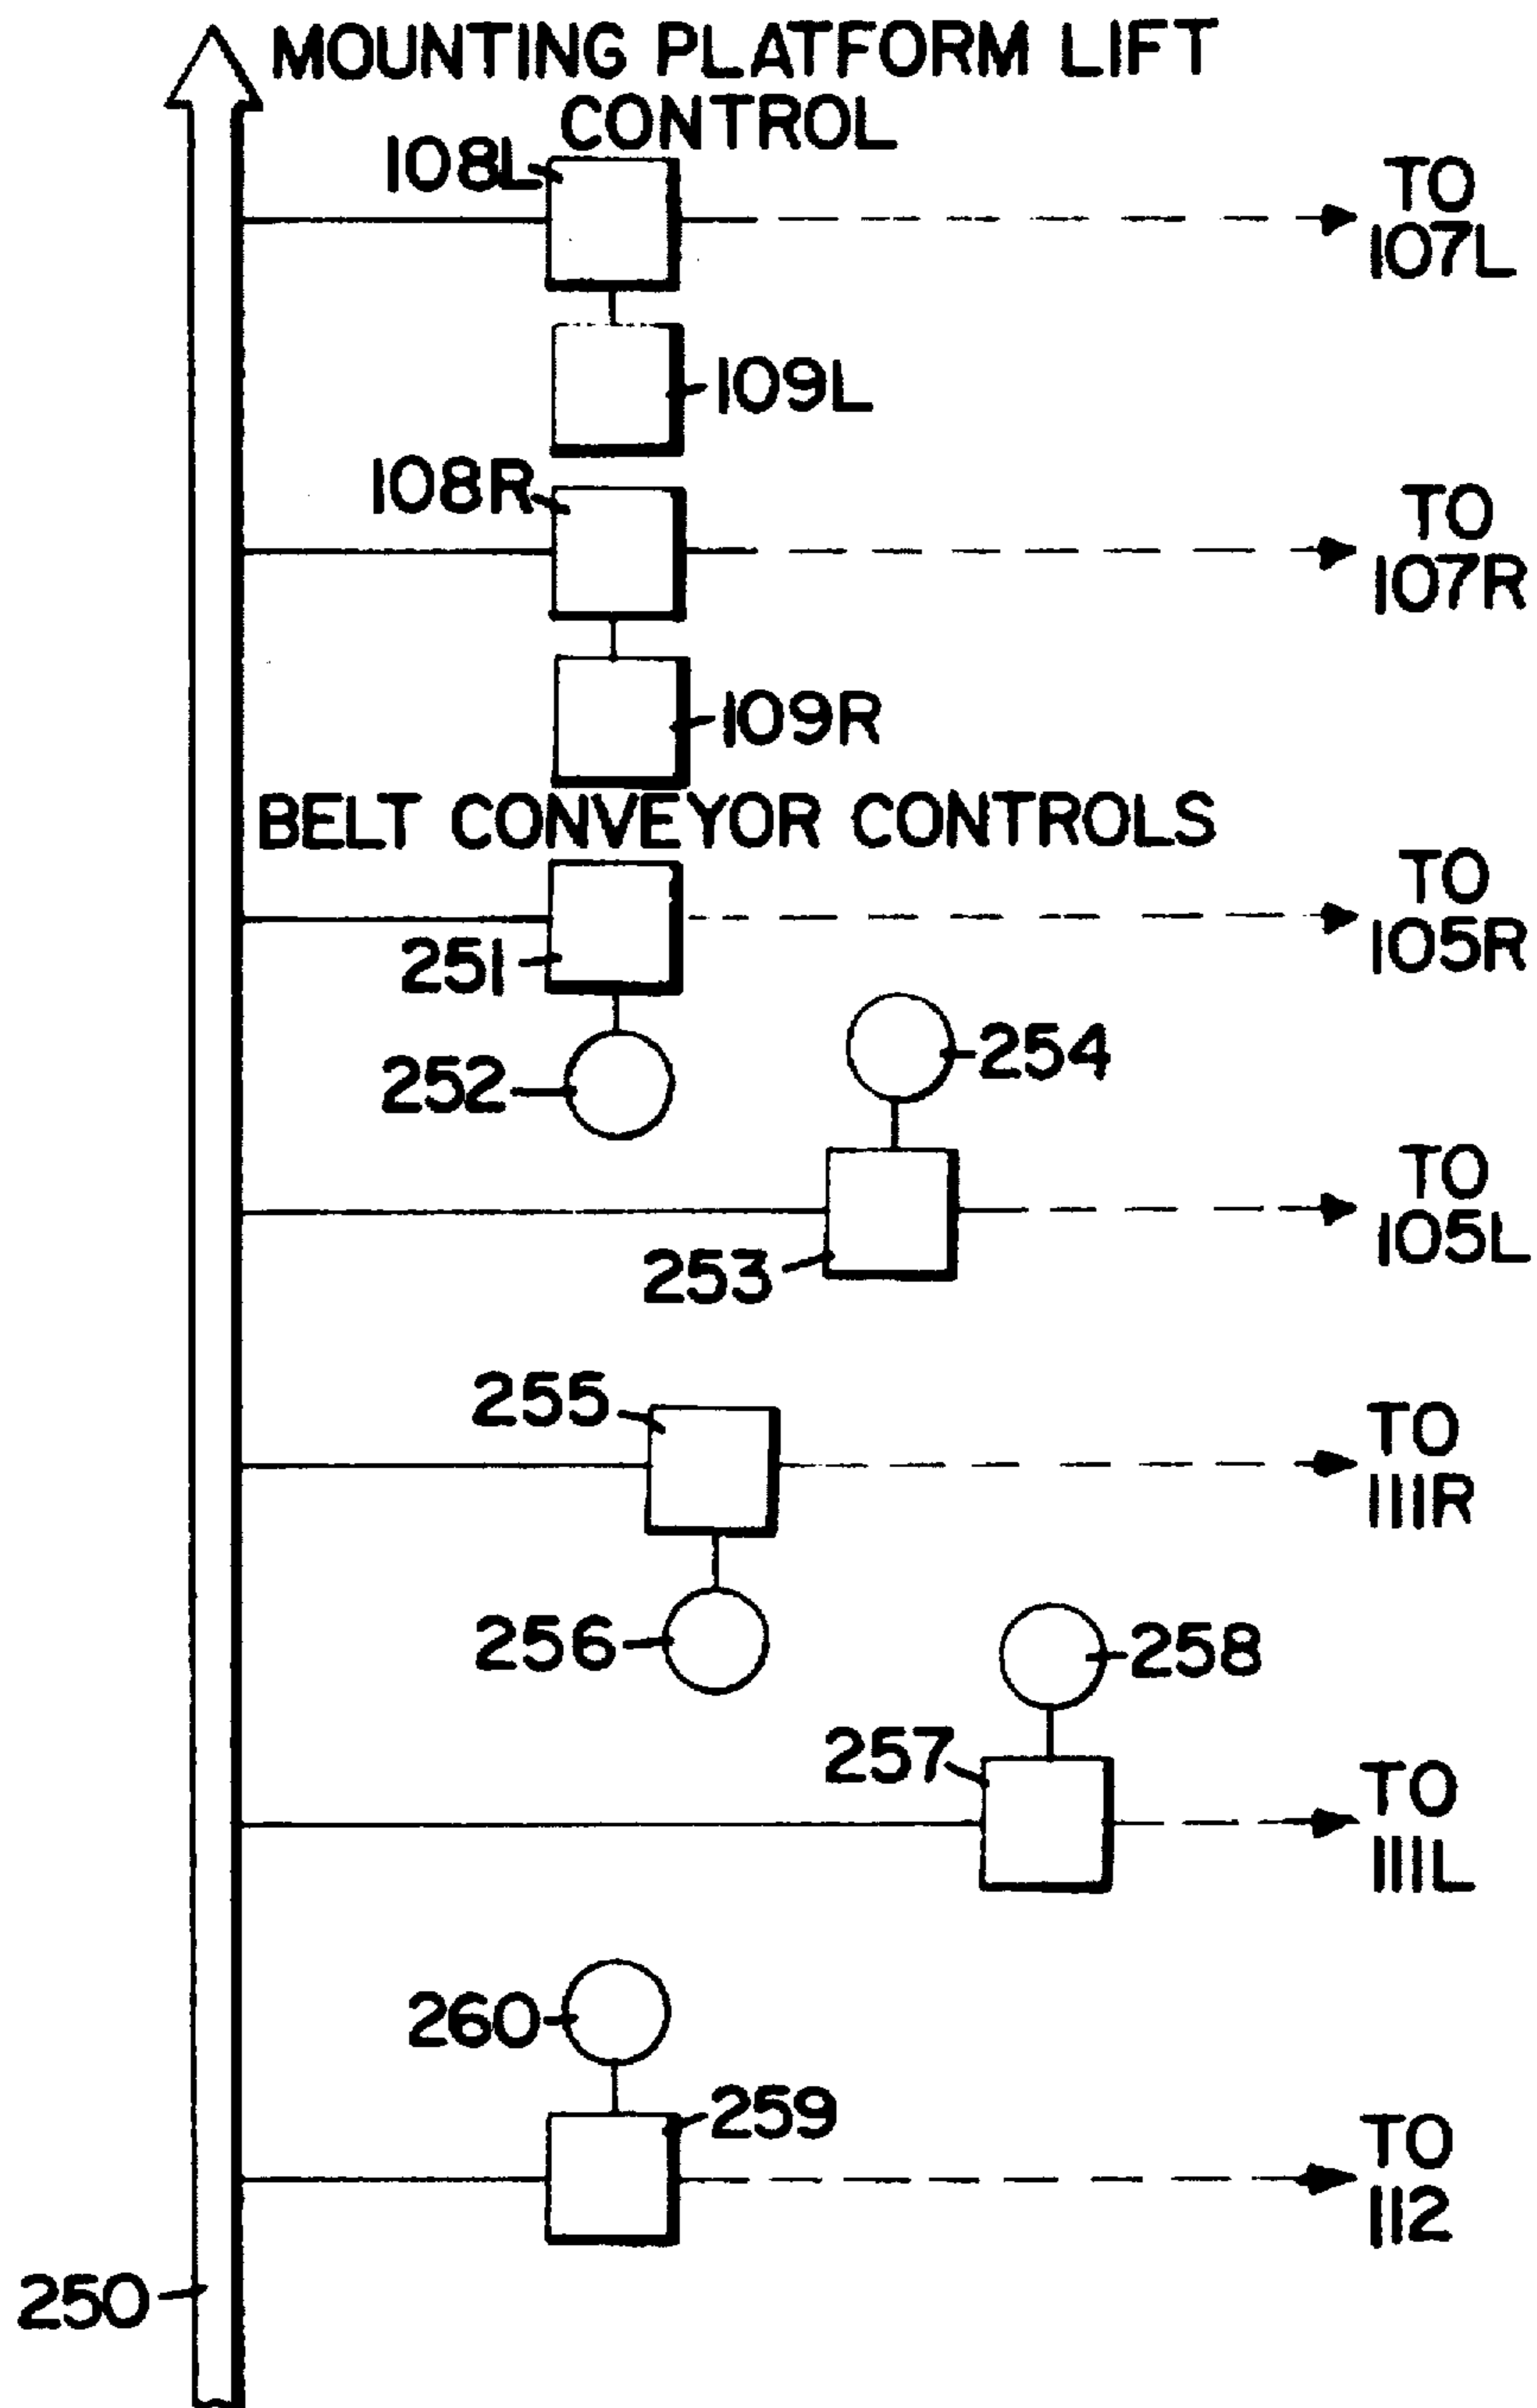 MOUNTING PLATFORM LIFT
CONTROL
108L
TO
107L
109L
108R
TO
107R
109R
BELT CONVEYOR CONTROLS
TO
105R
251
252
254
TO
105L
253
255
TO
111R
256
258
257
TO
111L
260
259
TO
112
250